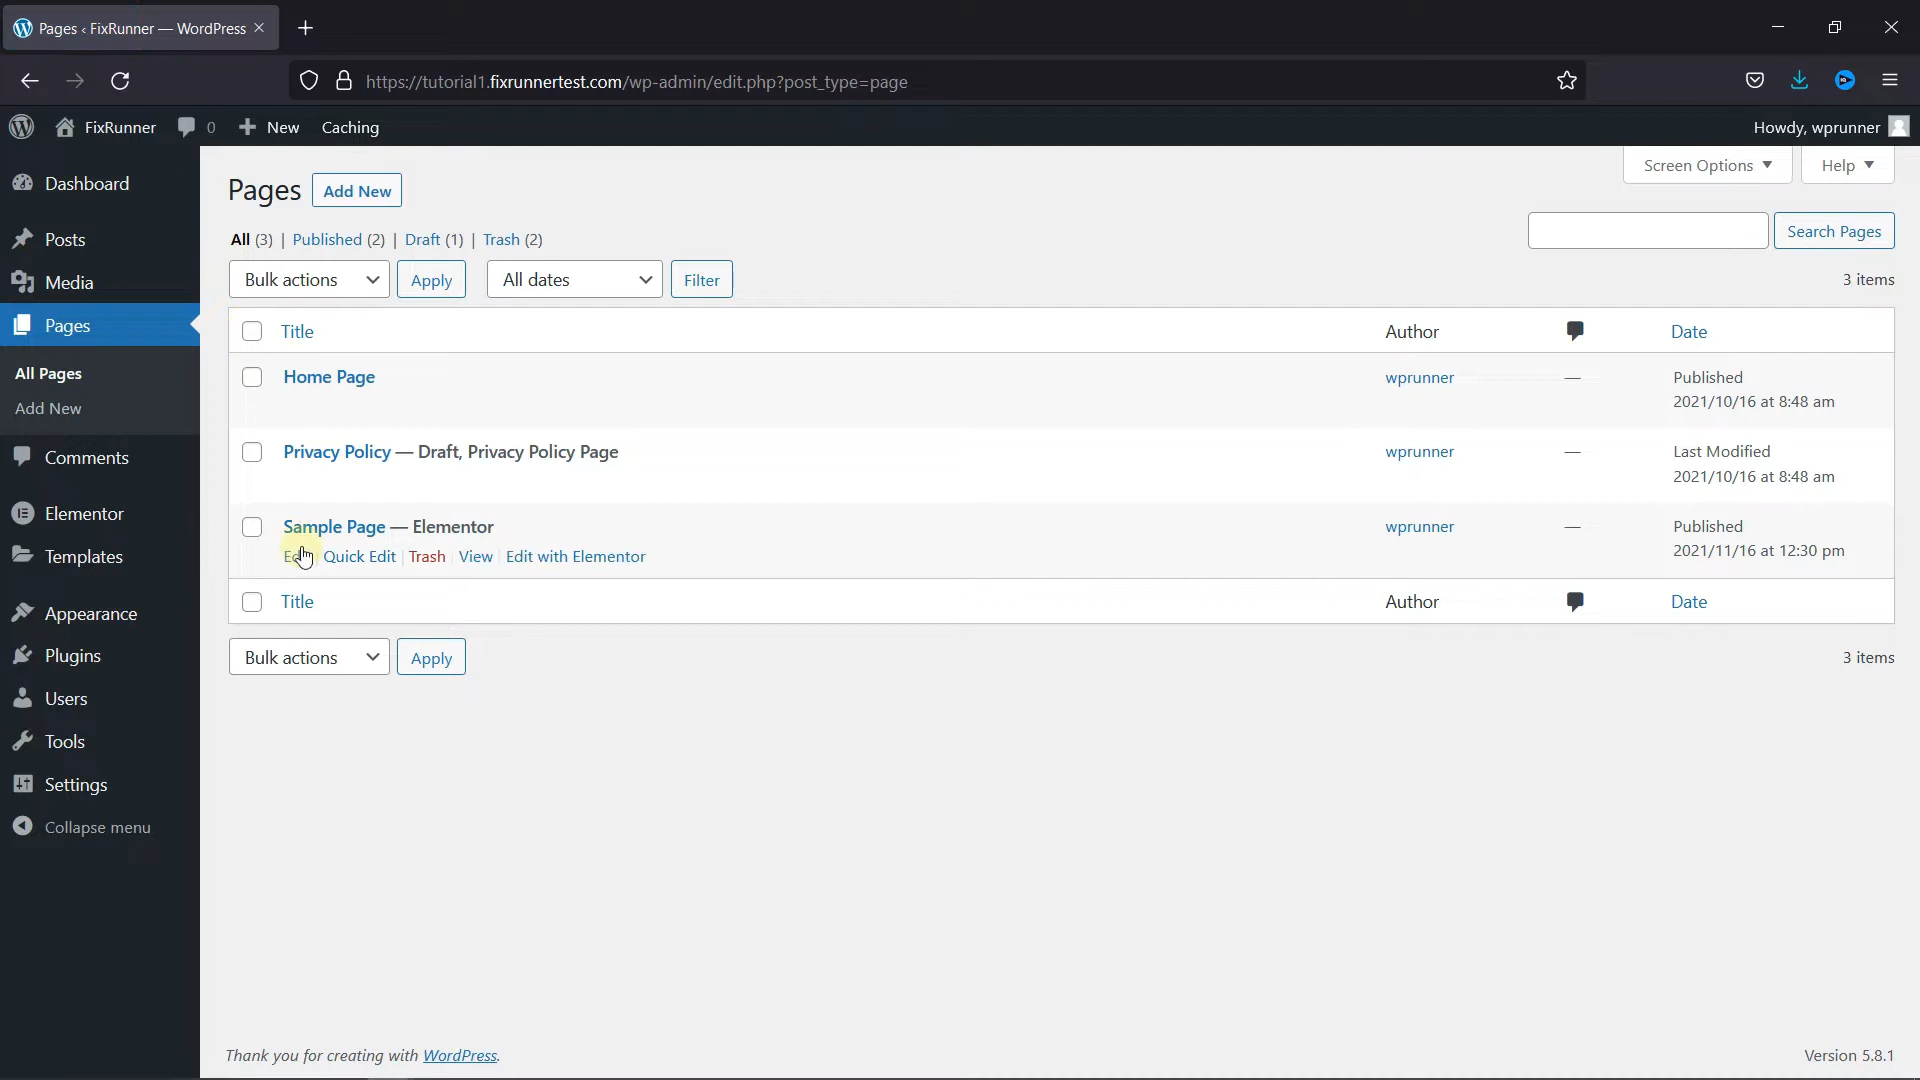 Pages ‹ FixRunner — WordPress
https://tutorial1.fixrunnertest.com/wp-admin/edit.php?post_type=page
FixRunner 0 New Caching Howdy, wprunner
Screen Options Help
Dashboard
Posts
Media
Pages
All Pages
Add New
Comments
Elementor
Templates
Appearance
Plugins
Users
Tools
Settings
Collapse menu
Pages Add New
All (3) | Published (2) | Draft (1) | Trash (2)
Search Pages
Bulk actions Apply All dates Filter 3 items
Title Author Date
Home Page wprunner — Published
2021/10/16 at 8:48 am
Privacy Policy — Draft, Privacy Policy Page wprunner — Last Modified
2021/10/16 at 8:48 am
Sample Page — Elementor wprunner — Published
Quick Edit | Trash | View | Edit with Elementor 2021/11/16 at 12:30 pm
Title Author Date
Bulk actions Apply 3 items
Thank you for creating with WordPress. Version 5.8.1